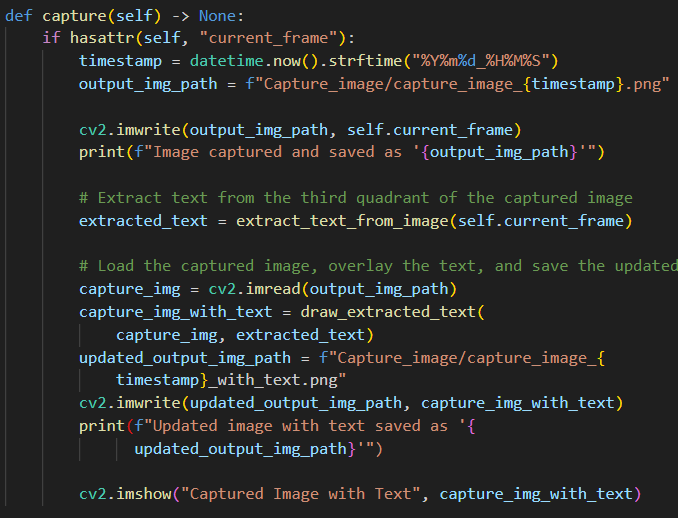 def capture(self) -> None:
    if hasattr(self, "current_frame"):
        timestamp = datetime.now().strftime("%Y%m%d_%H%M%S")
        output_img_path = f"Capture_image/capture_image_{timestamp}.png"

        cv2.imwrite(output_img_path, self.current_frame)
        print(f"Image captured and saved as '{output_img_path}'")

        # Extract text from the third quadrant of the captured image
        extracted_text = extract_text_from_image(self.current_frame)

        # Load the captured image, overlay the text, and save the updated
        capture_img = cv2.imread(output_img_path)
        capture_img_with_text = draw_extracted_text(
            capture_img, extracted_text)
        updated_output_img_path = f"Capture_image/capture_image_{
            timestamp}_with_text.png"
        cv2.imwrite(updated_output_img_path, capture_img_with_text)
        print(f"Updated image with text saved as '{
              updated_output_img_path}'")

        cv2.imshow("Captured Image with Text", capture_img_with_text)